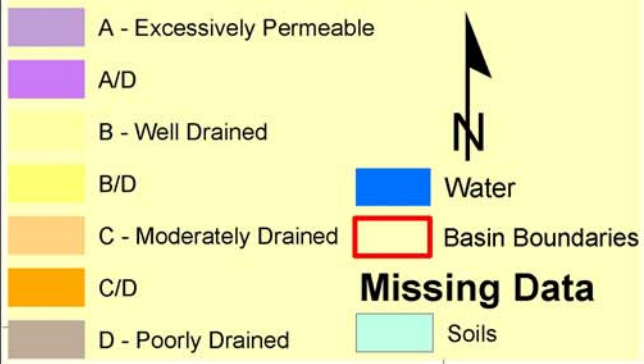 A - Excessively Permeable
A/D
B - Well Drained
B/D
C - Moderately Drained
C/D
D - Poorly Drained
N
Water
Basin Boundaries
Missing Data
Soils